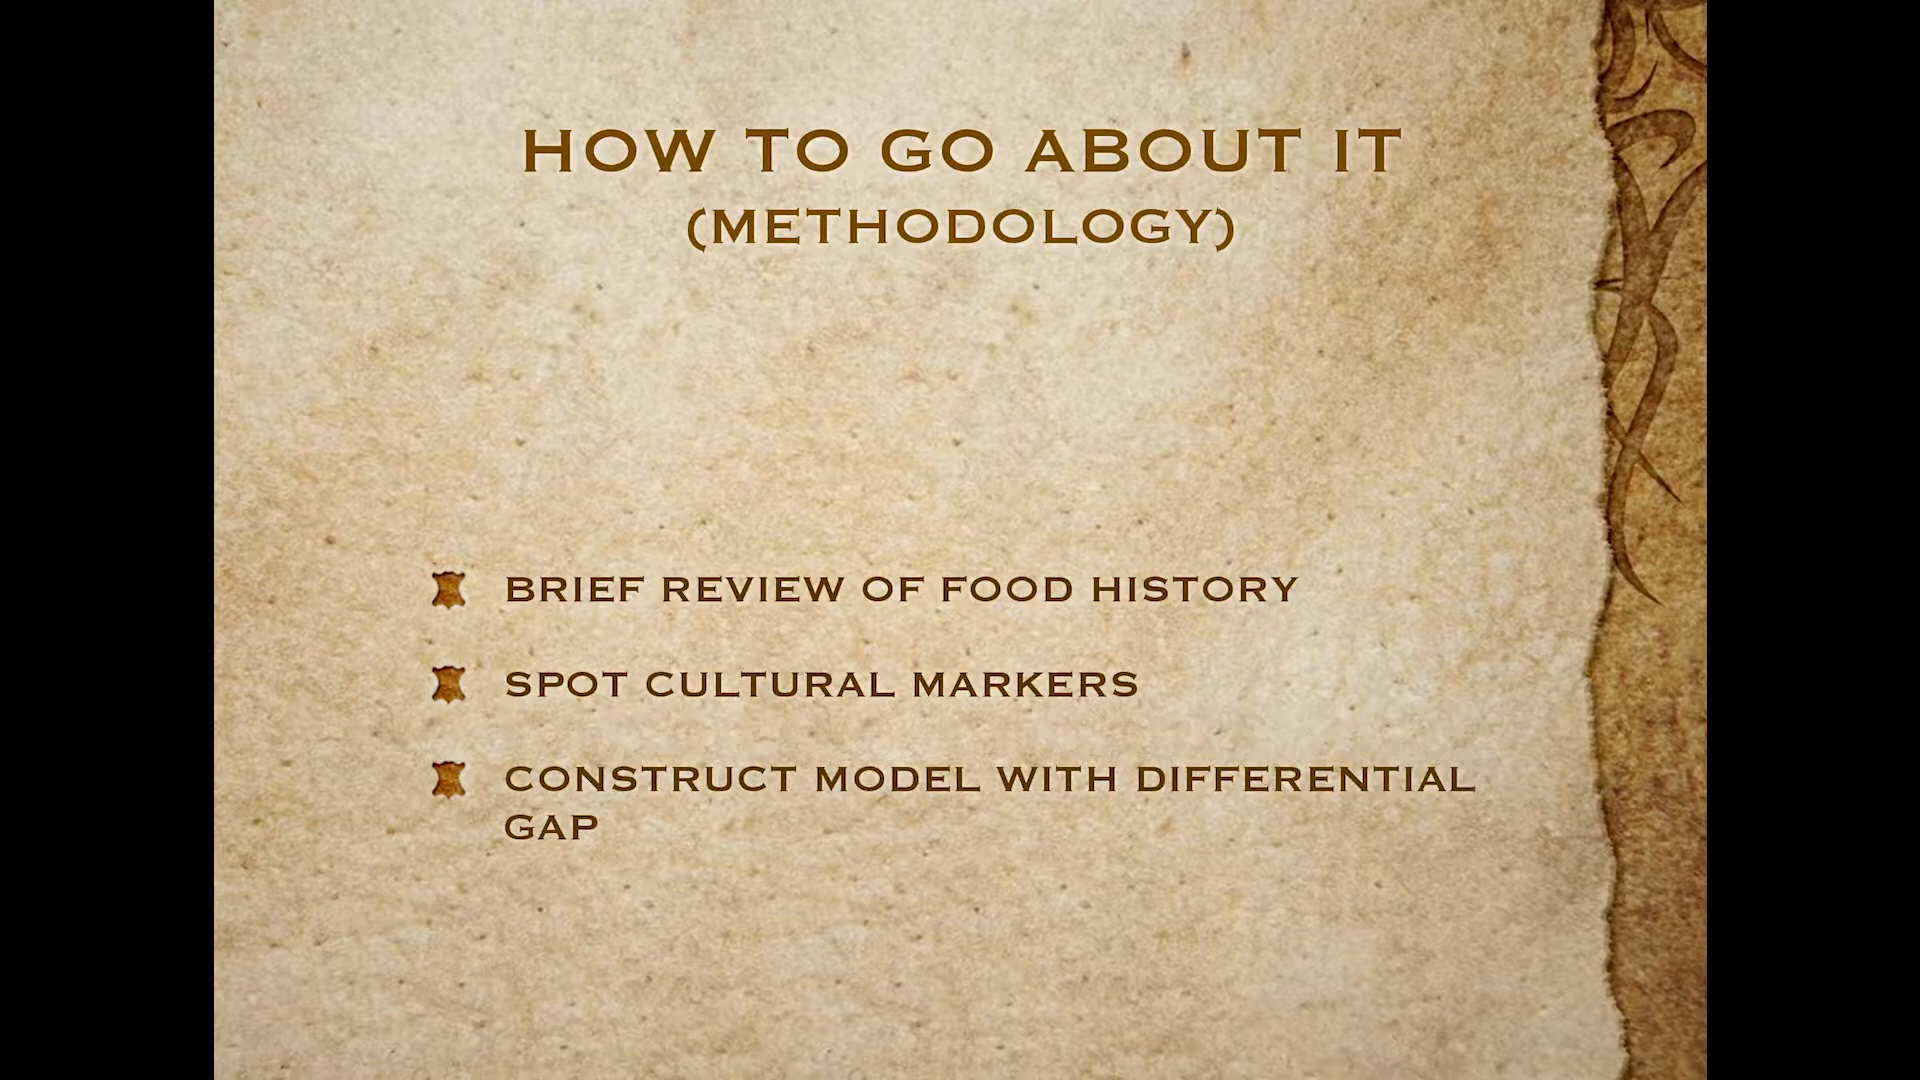 HOW TO GO ABOUT IT
(METHODOLOGY)
BRIEF REVIEW OF FOOD HISTORY
SPOT CULTURAL MARKERS
CONSTRUCT MODEL WITH DIFFERENTIAL
GAP